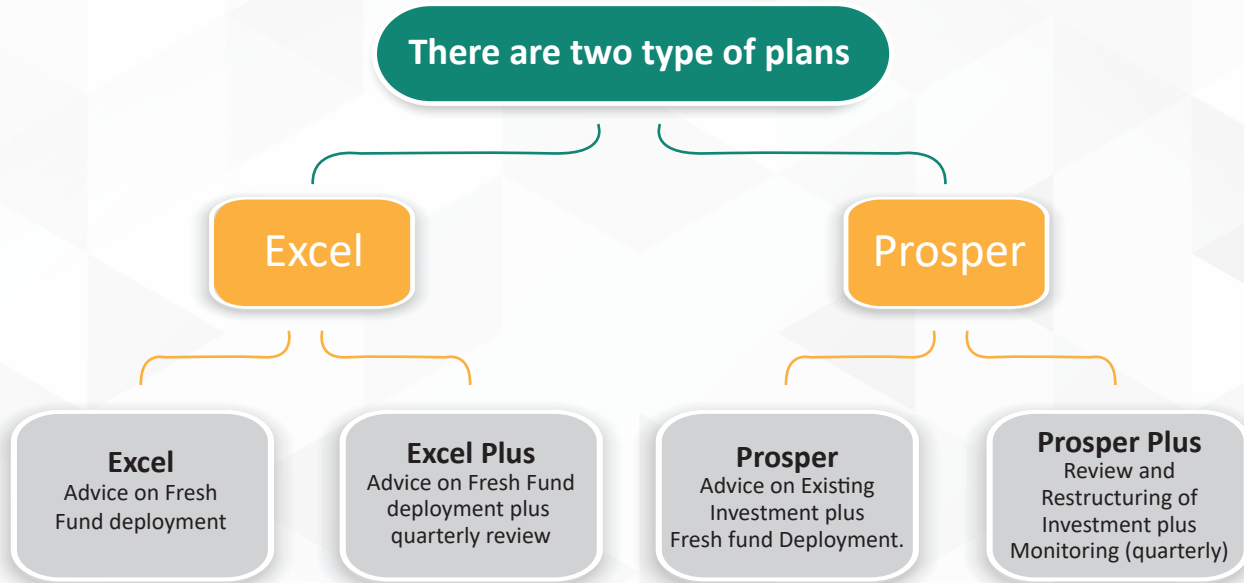 There are two type of plans
Excel
Prosper
Excel
Advice on Fresh
Fund deployment
Excel Plus
Advice on Fresh Fund
deployment plus
quarterly review
Prosper
Advice on Existing
Investment plus
Fresh fund Deployment.
Prosper Plus
Review and
Restructuring of
Investment plus
Monitoring (quarterly)